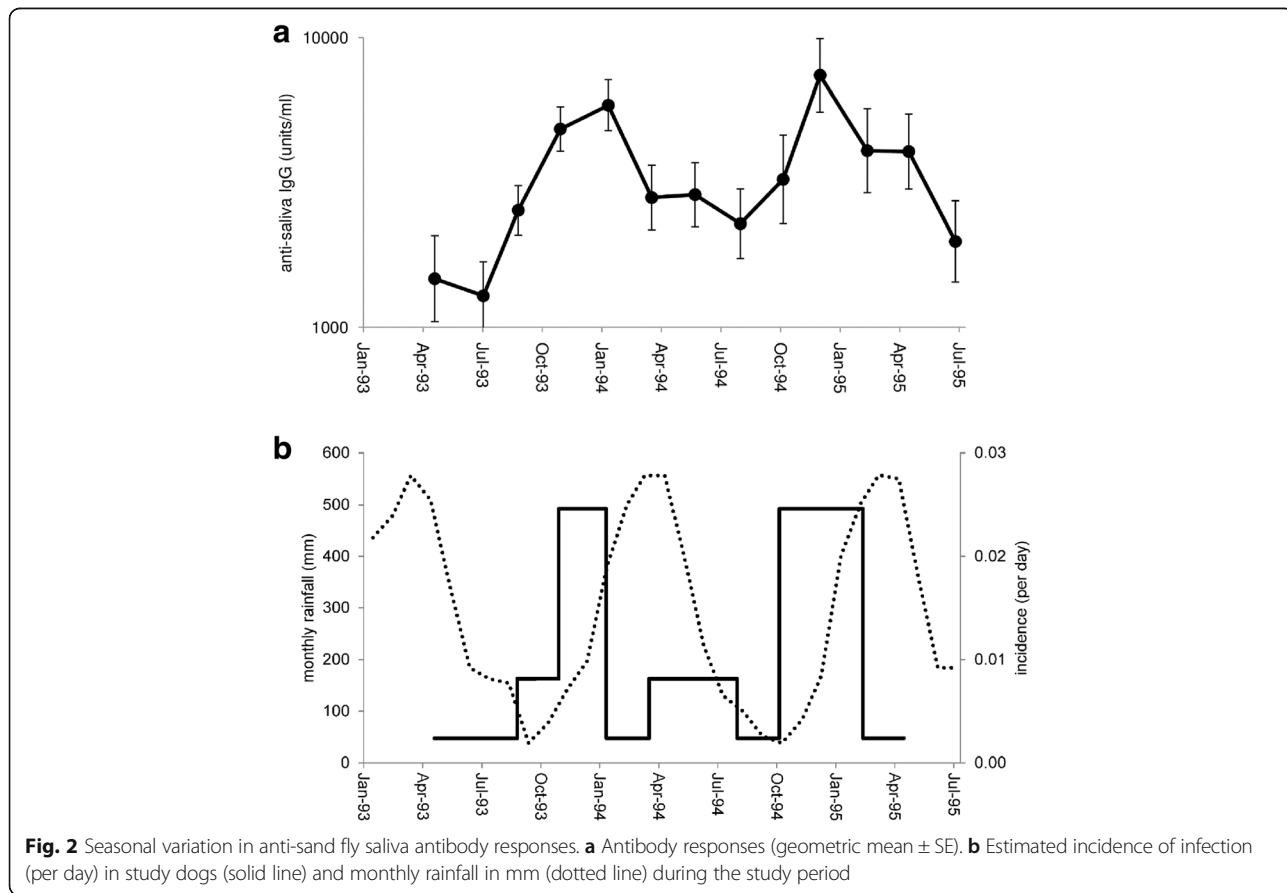 a
10000
anti-saliva IgG (units/ml)
1000
Jan-93
Apr-93
Jul-93
Oct-93
Jan-94
Apr-94
Jul-94
Oct-94
Jan-95
Apr-95
Jul-95
b
600
500
400
300
200
100
0
monthly rainfall (mm)
0.03
0.02
0.01
0.00
incidence (per day)
Jan-93
Apr-93
Jul-93
Oct-93
Jan-94
Apr-94
Jul-94
Oct-94
Jan-95
Apr-95
Jul-95
Fig. 2 Seasonal variation in anti-sand fly saliva antibody responses. a Antibody responses (geometric mean ± SE). b Estimated incidence of infection
(per day) in study dogs (solid line) and monthly rainfall in mm (dotted line) during the study period